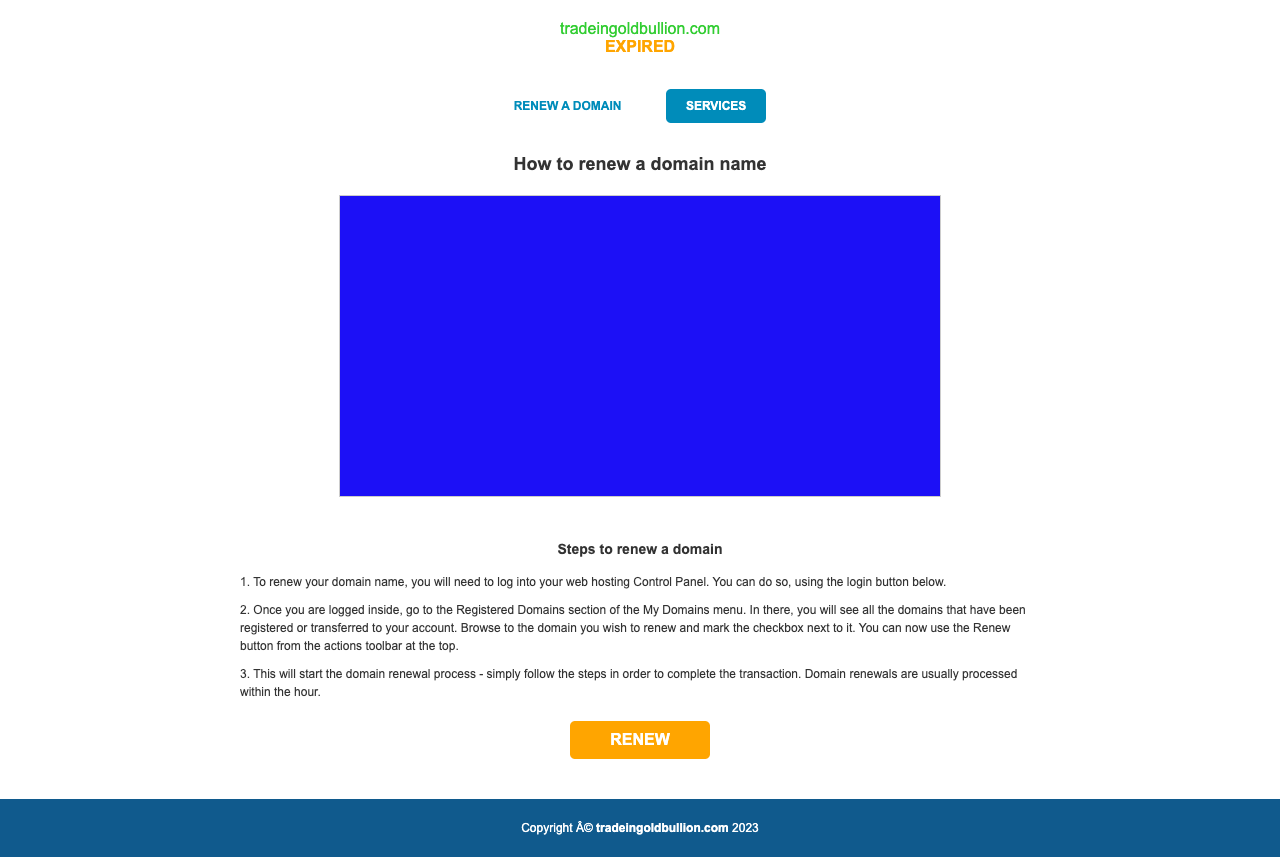 tradeingoldbullion.com
EXPIRED
RENEW A DOMAIN
SERVICES
How to renew a domain name
Steps to renew a domain
1. To renew your domain name, you will need to log into your web hosting Control Panel. You can do so, using the login button below.
2. Once you are logged inside, go to the Registered Domains section of the My Domains menu. In there, you will see all the domains that have been
registered or transferred to your account. Browse to the domain you wish to renew and mark the checkbox next to it. You can now use the Renew
button from the actions toolbar at the top.
3. This will start the domain renewal process - simply follow the steps in order to complete the transaction. Domain renewals are usually processed
within the hour.
RENEW
Copyright Â© tradeingoldbullion.com 2023